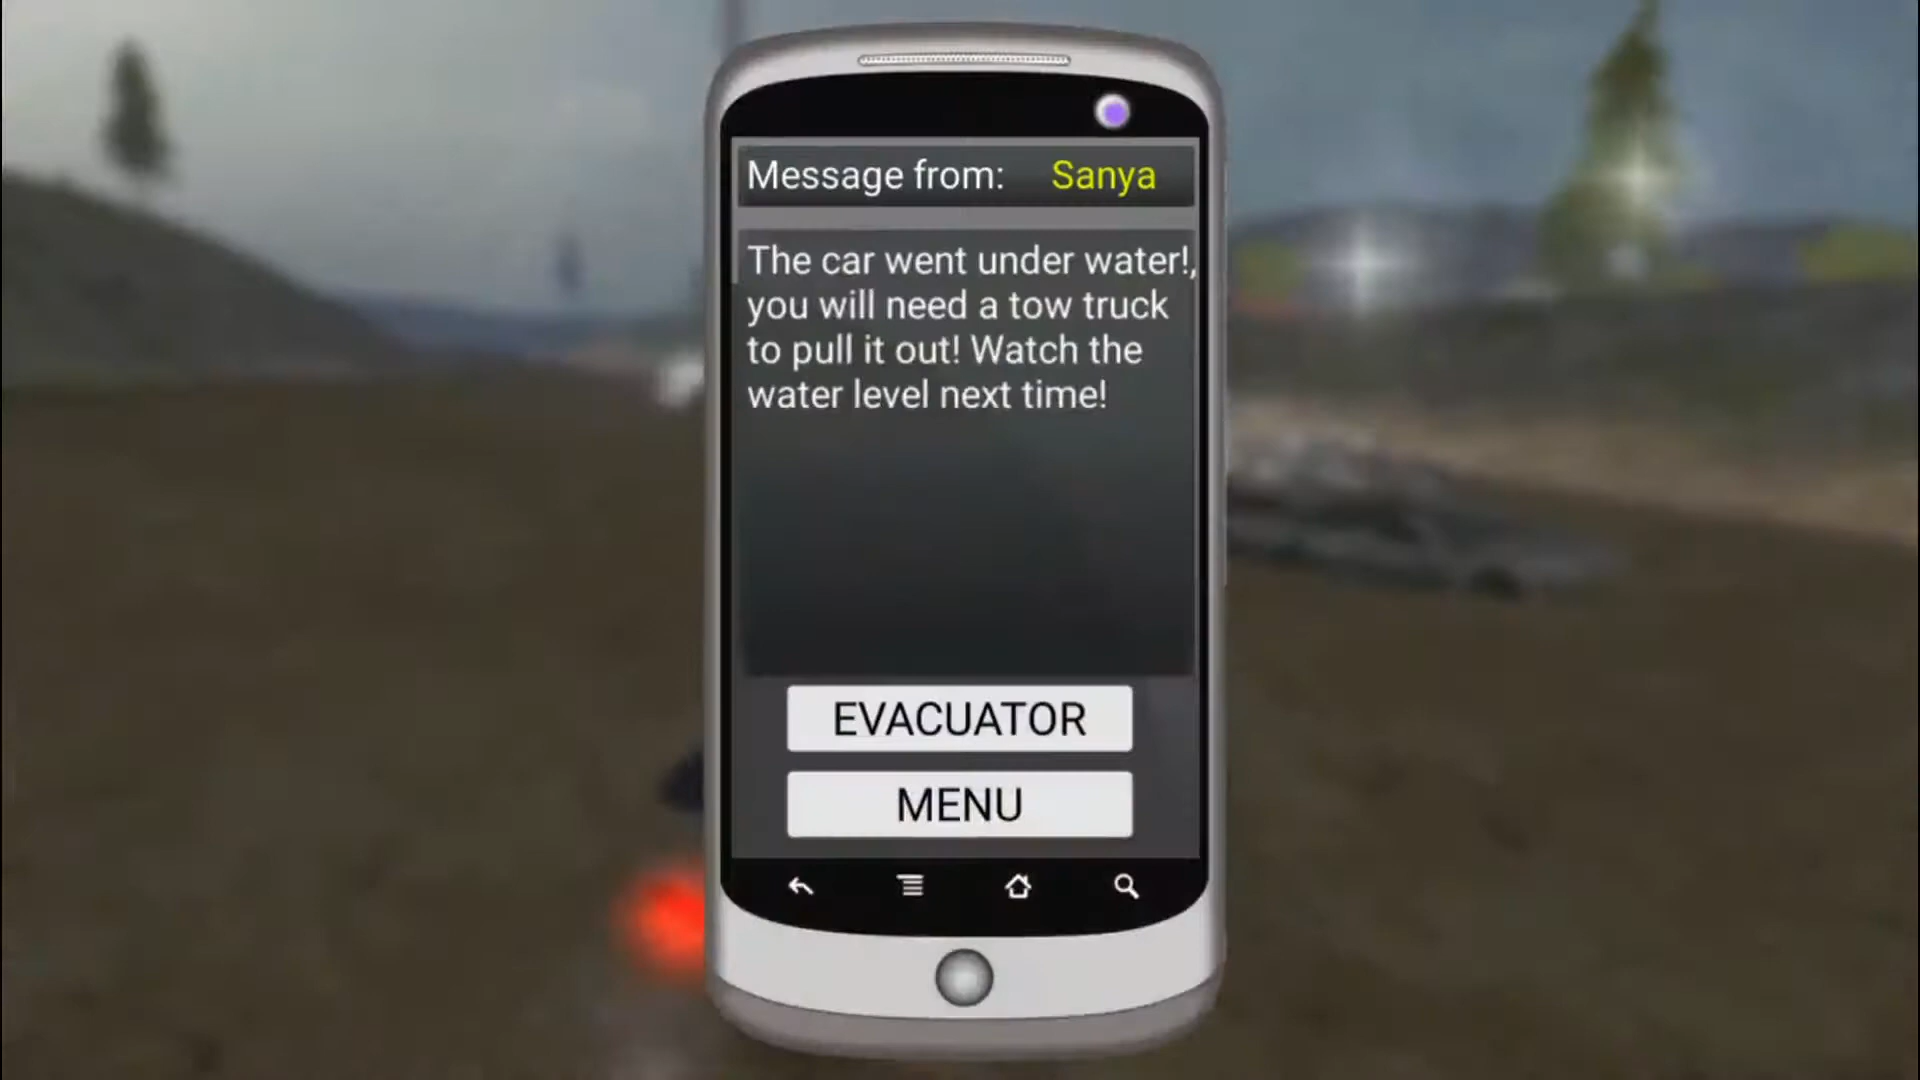 Message from: Sanya
The car went under water!,
you will need a tow truck
to pull it out! Watch the
water level next time!
EVACUATOR
MENU